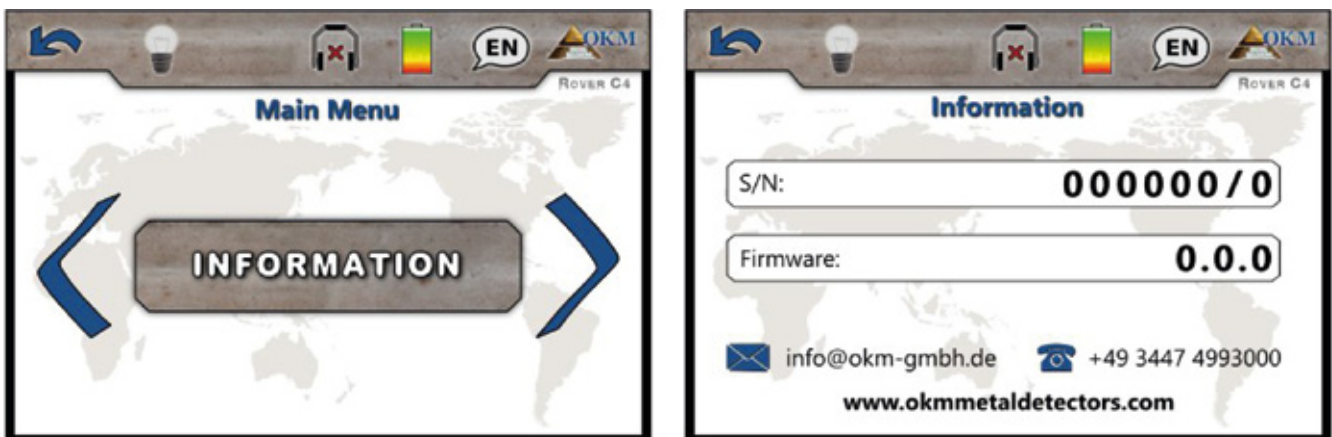 EN
OKM
ROVER C4
Main Menu
INFORMATION
EN
OKM
ROVER C4
Information
S/N: 000000/0
Firmware: 0.0.0
info@okm-gmbh.de +49 3447 4993000
www.okmmetaldetectors.com